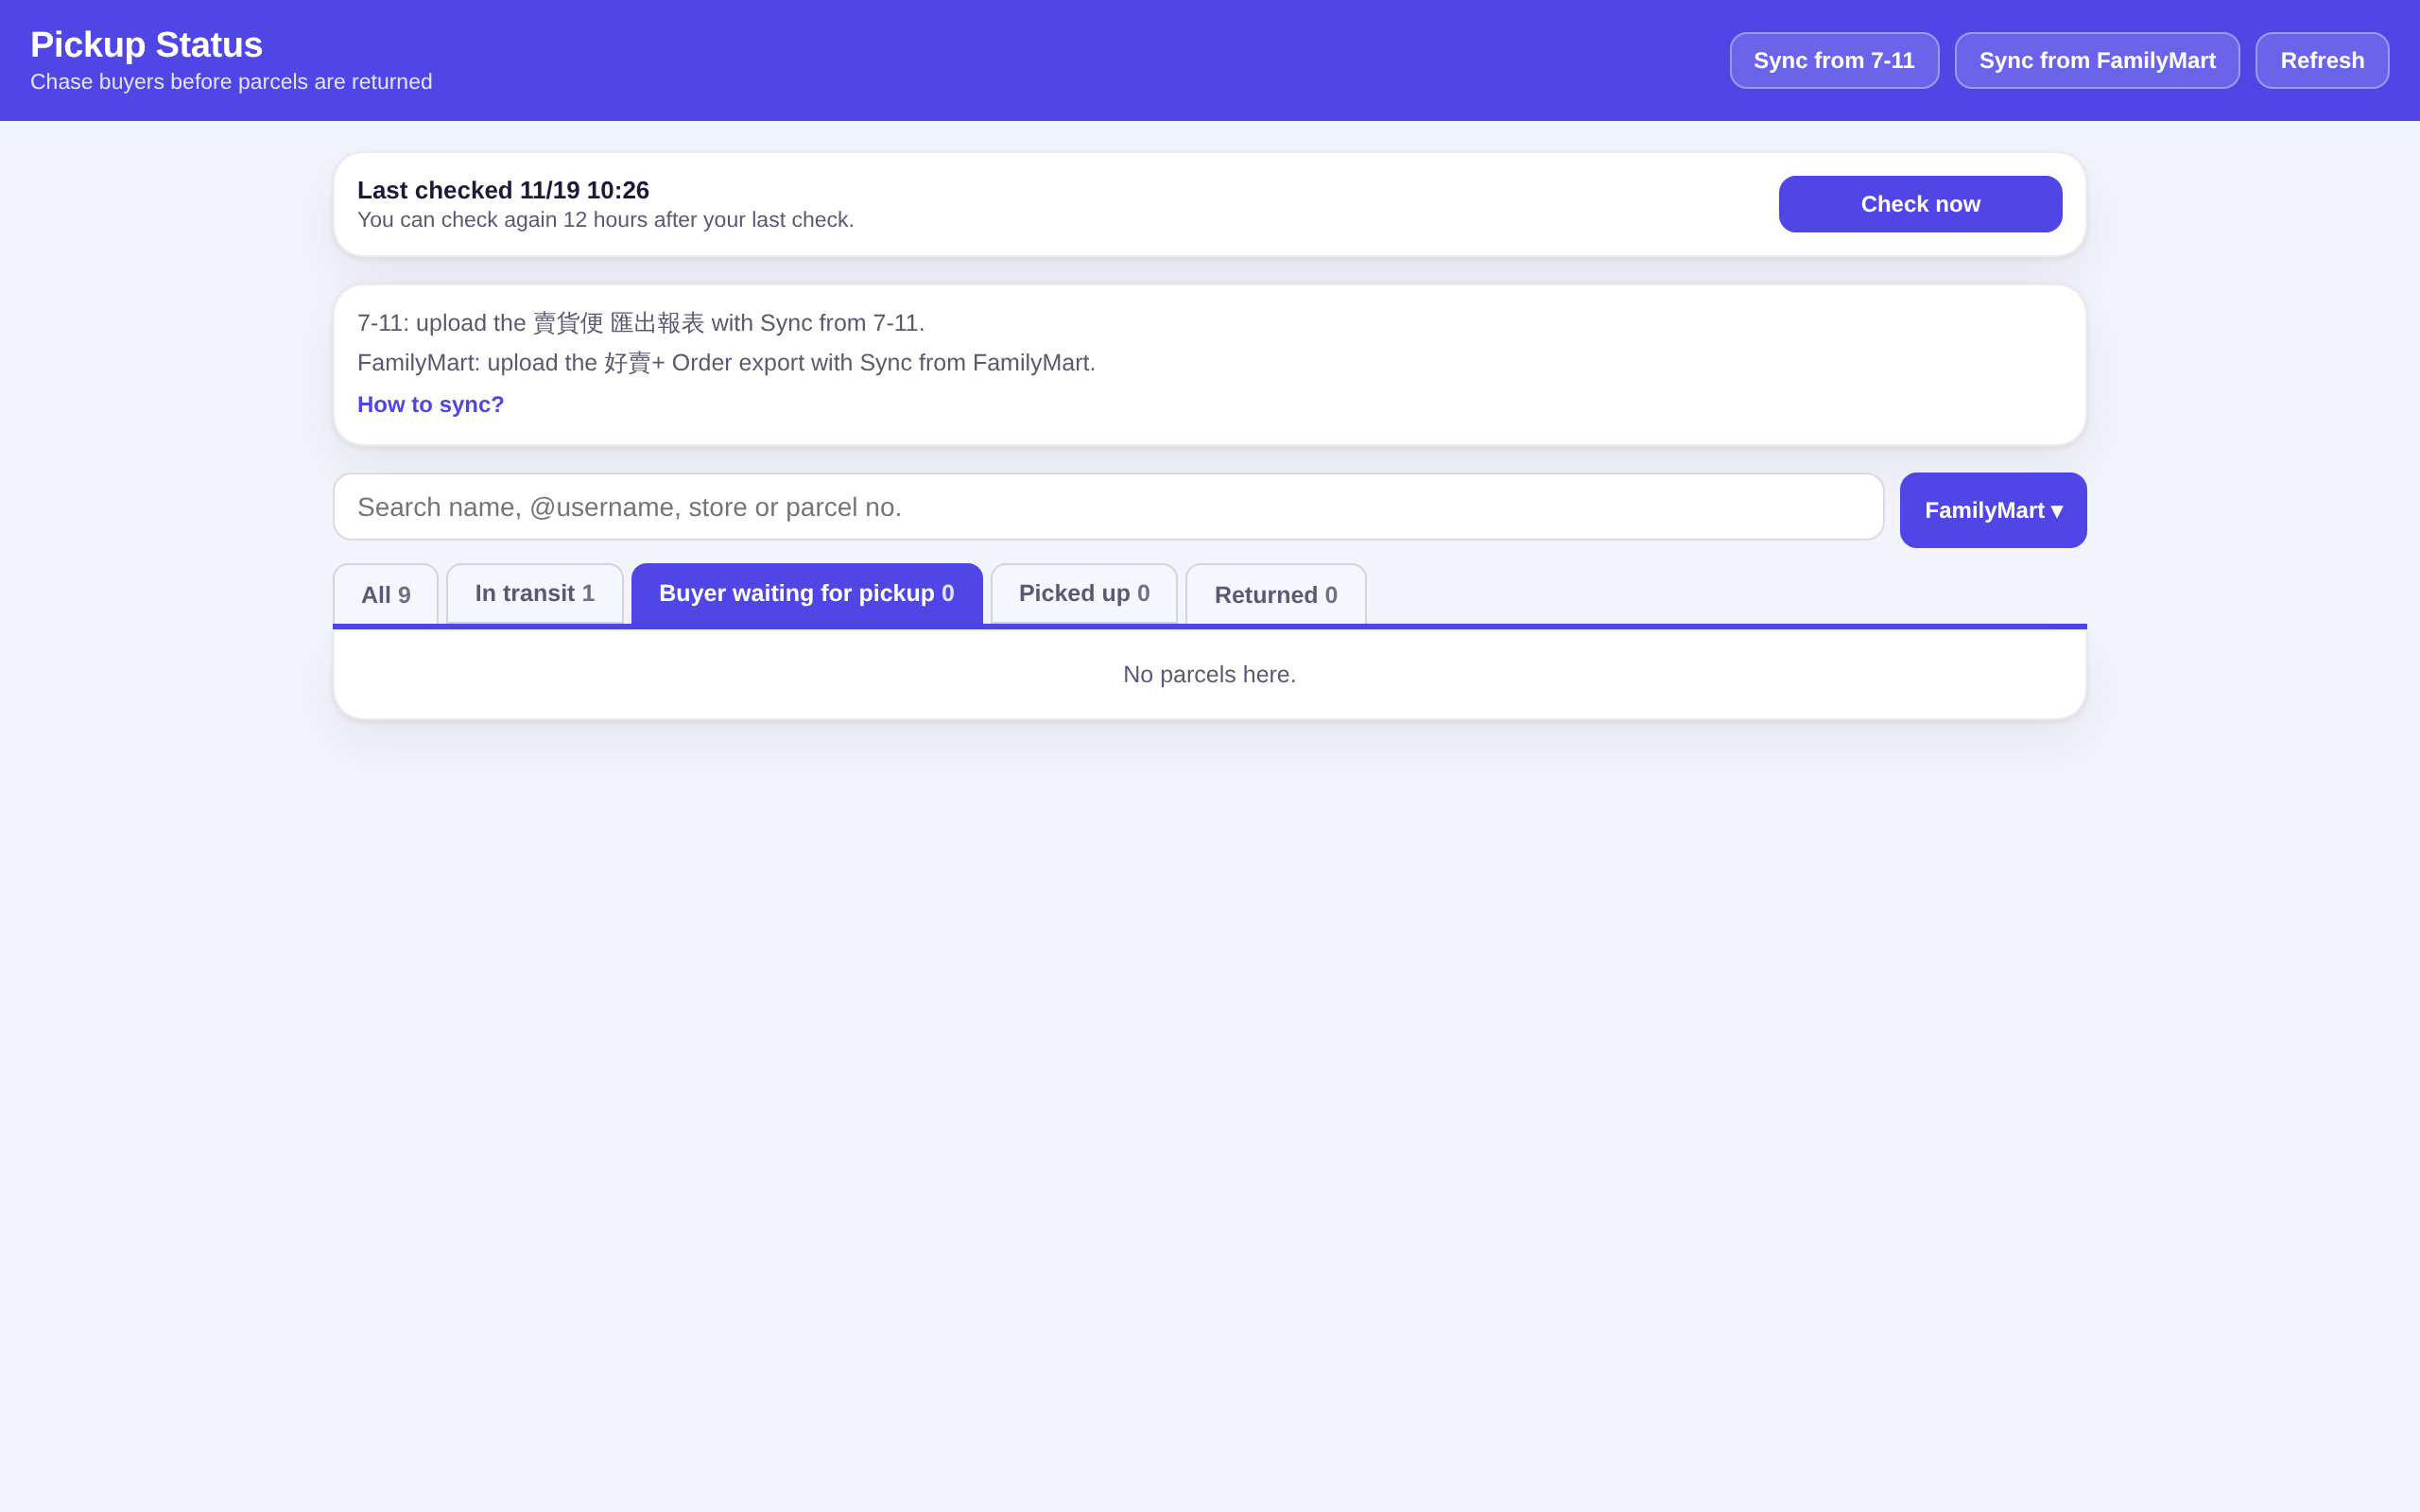 Pickup Status
Chase buyers before parcels are returned
Sync from 7-11
Sync from FamilyMart
Refresh
Last checked 11/19 10:26
You can check again 12 hours after your last check.
Check now
7-11: upload the 賣貨便 匯出報表 with Sync from 7-11.
FamilyMart: upload the 好賣+ Order export with Sync from FamilyMart.
How to sync?
Search name, @username, store or parcel no.
FamilyMart ▾
All 9
In transit 1
Buyer waiting for pickup 0
Picked up 0
Returned 0
No parcels here.